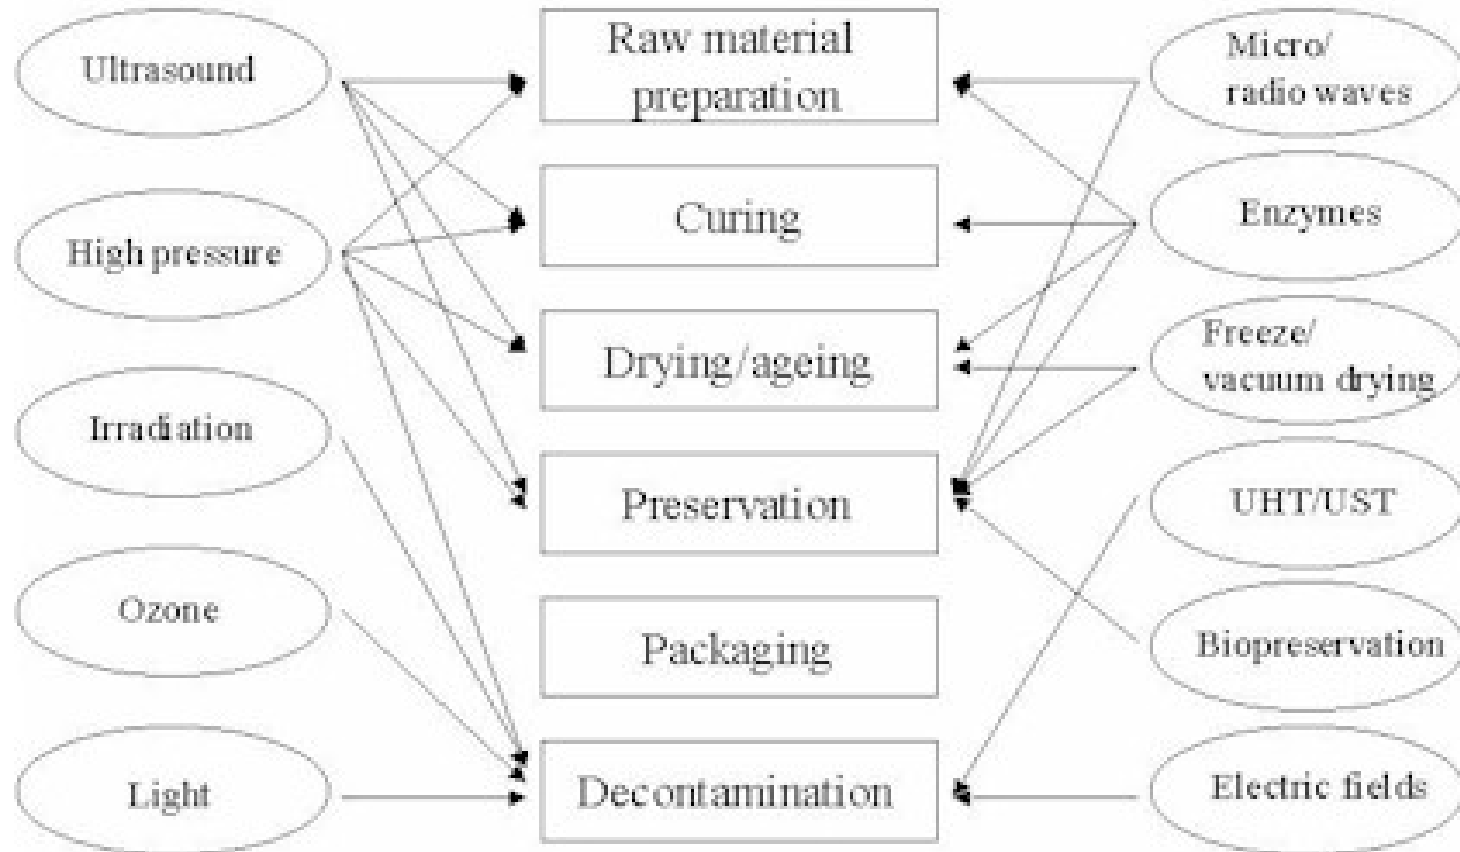 Ultrasound
High pressure
Irradiation
Ozone
Light
Raw material
preparation
Curing
Drying/ageing
Preservation
Packaging
Decontamination
Micro/
radio waves
Enzymes
Freeze/
vacuum drying
UHT/UST
Biopreservation
Electric fields